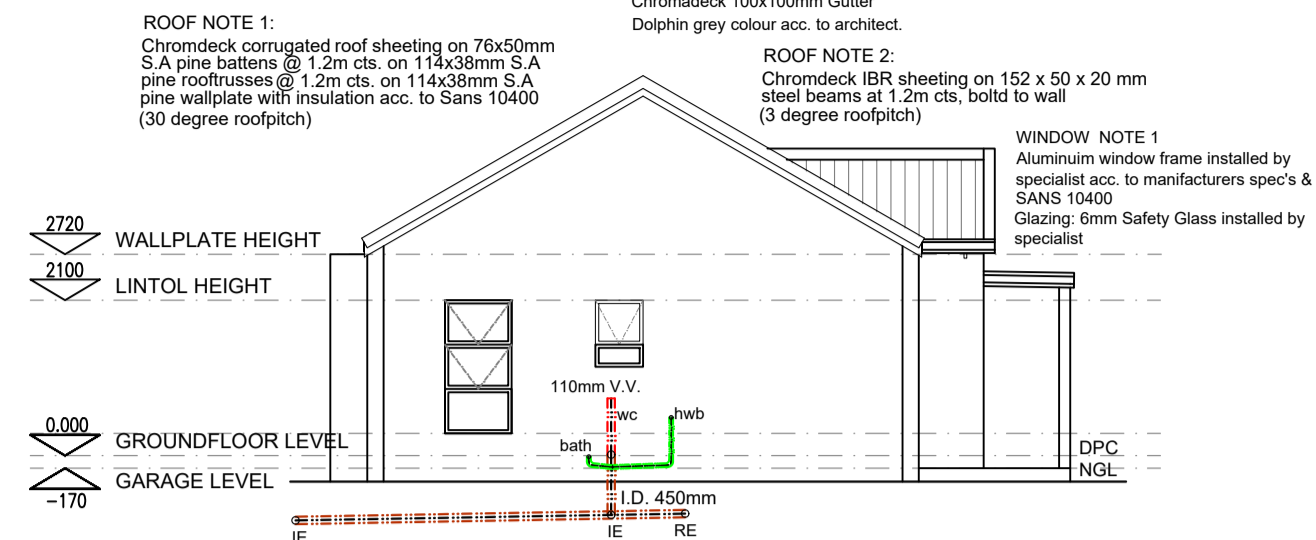 Chromadeck 100x100mm Gutter
Dolphin grey colour acc. to architect.
ROOF NOTE 1:
Chromdeck corrugated roof sheeting on 76x50mm
S.A pine battens @ 1.2m cts. on 114x38mm S.A
pine rooftrusses @ 1.2m cts. on 114x38mm S.A
pine wallplate with insulation acc. to Sans 10400
(30 degree roofpitch)
ROOF NOTE 2:
Chromdeck IBR sheeting on 152 x 50 x 20 mm
steel beams at 1.2m cts, boltd to wall
(3 degree roofpitch)
WINDOW NOTE 1
Aluminuim window frame installed by
specialist acc. to manifacturers spec's &
SANS 10400
Glazing: 6mm Safety Glass installed by
specialist
2720
WALLPLATE HEIGHT
2100
LINTOL HEIGHT
110mm V.V.
wc
hwb
bath
0.000
GROUNDFLOOR LEVEL
DPC
NGL
GARAGE LEVEL
-170
I.D. 450mm
IE
IE
RE